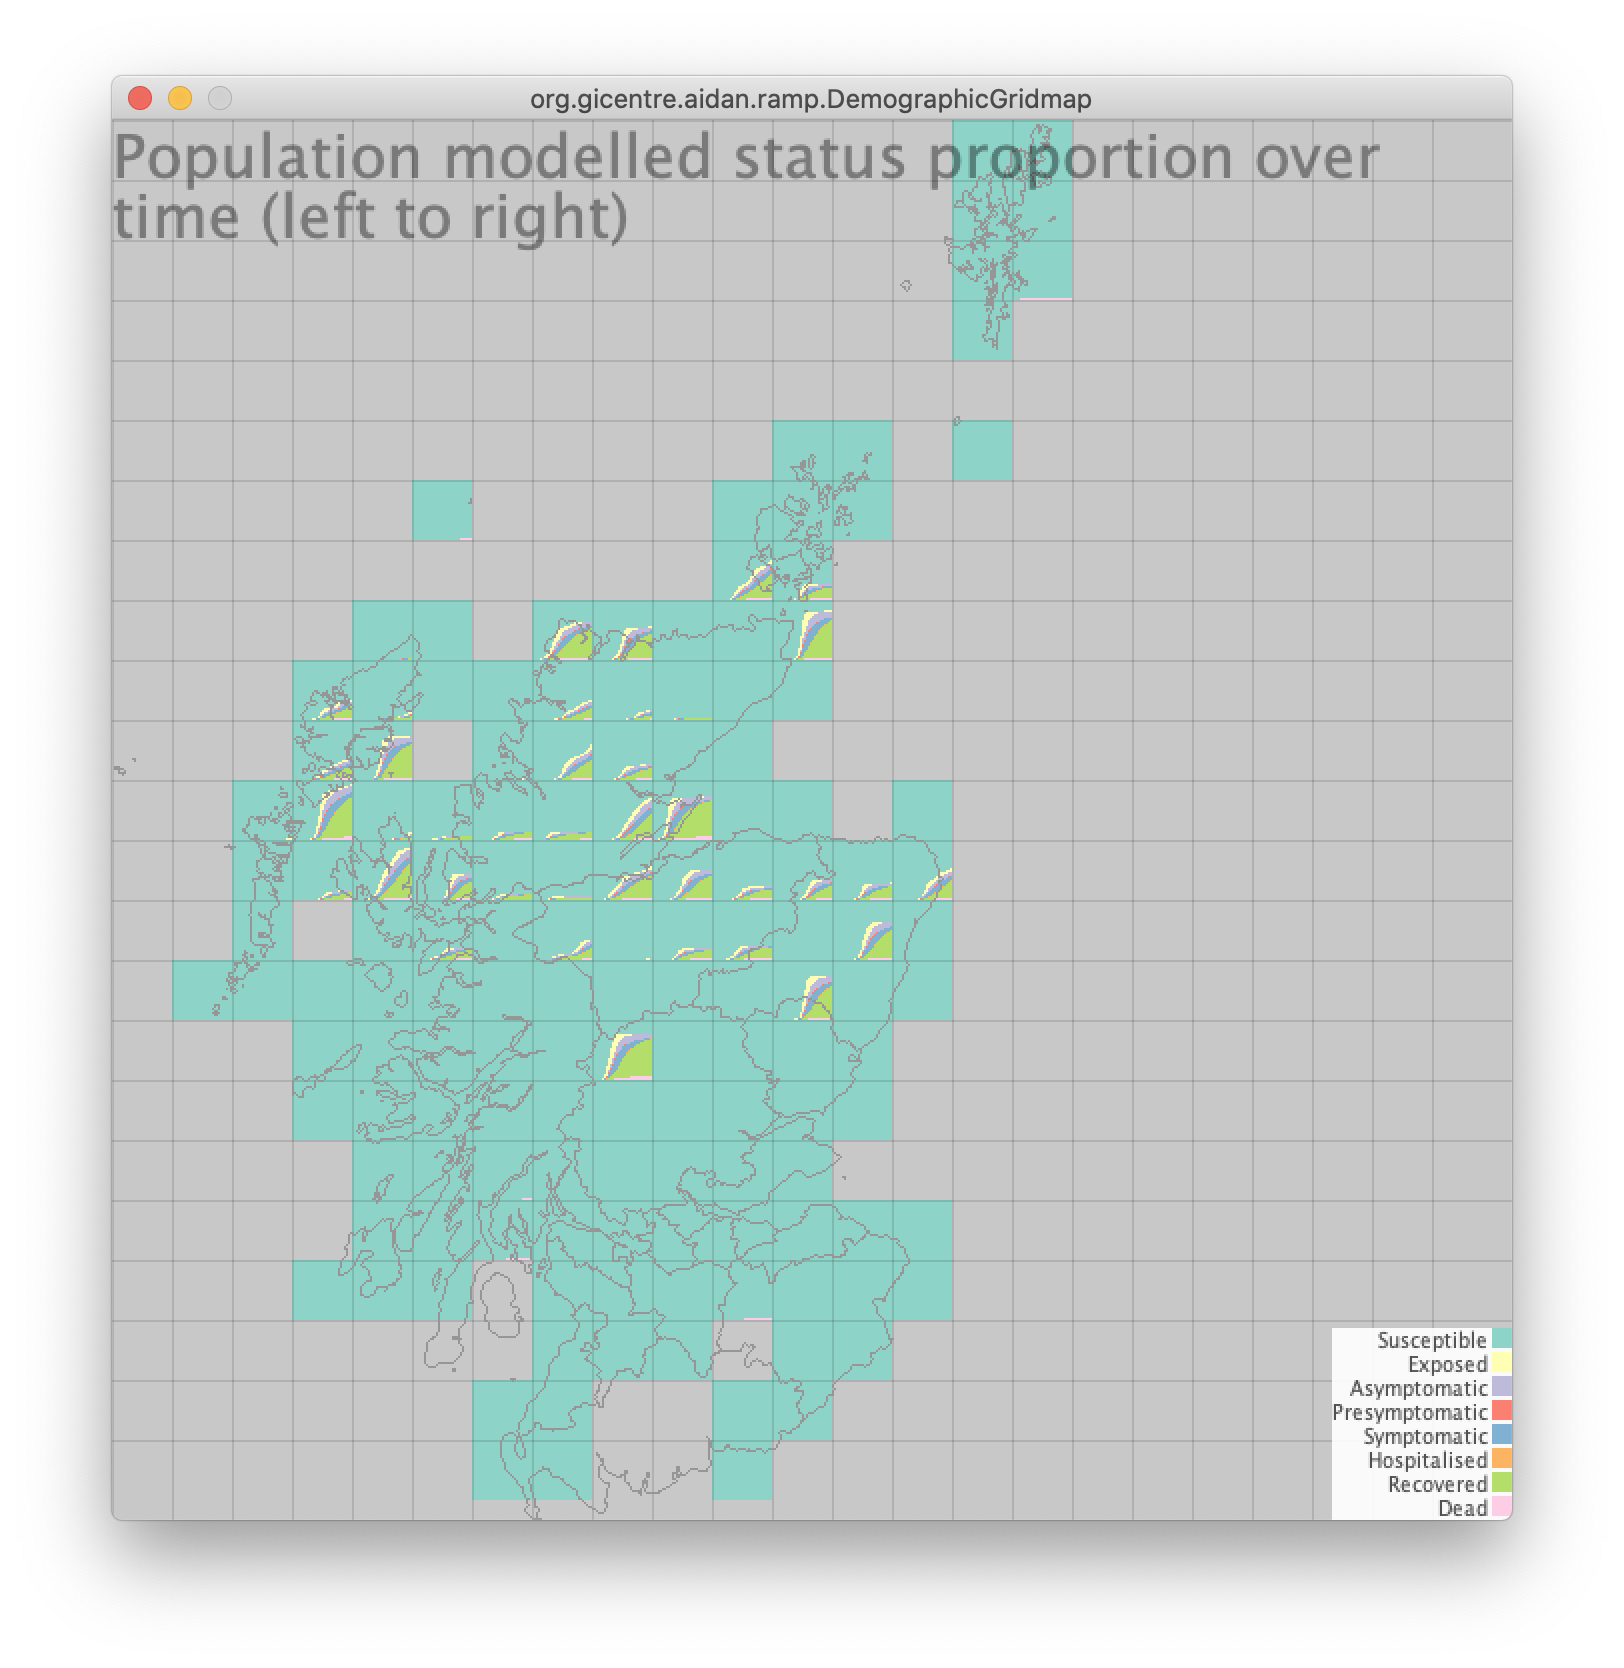 org.gicentre.aidan.ramp.DemographicGridmap
Population modelled status proportion over
time (left to right)
Susceptible
Exposed
Asymptomatic
Presymptomatic
Symptomatic
Hospitalised
Recovered
Dead